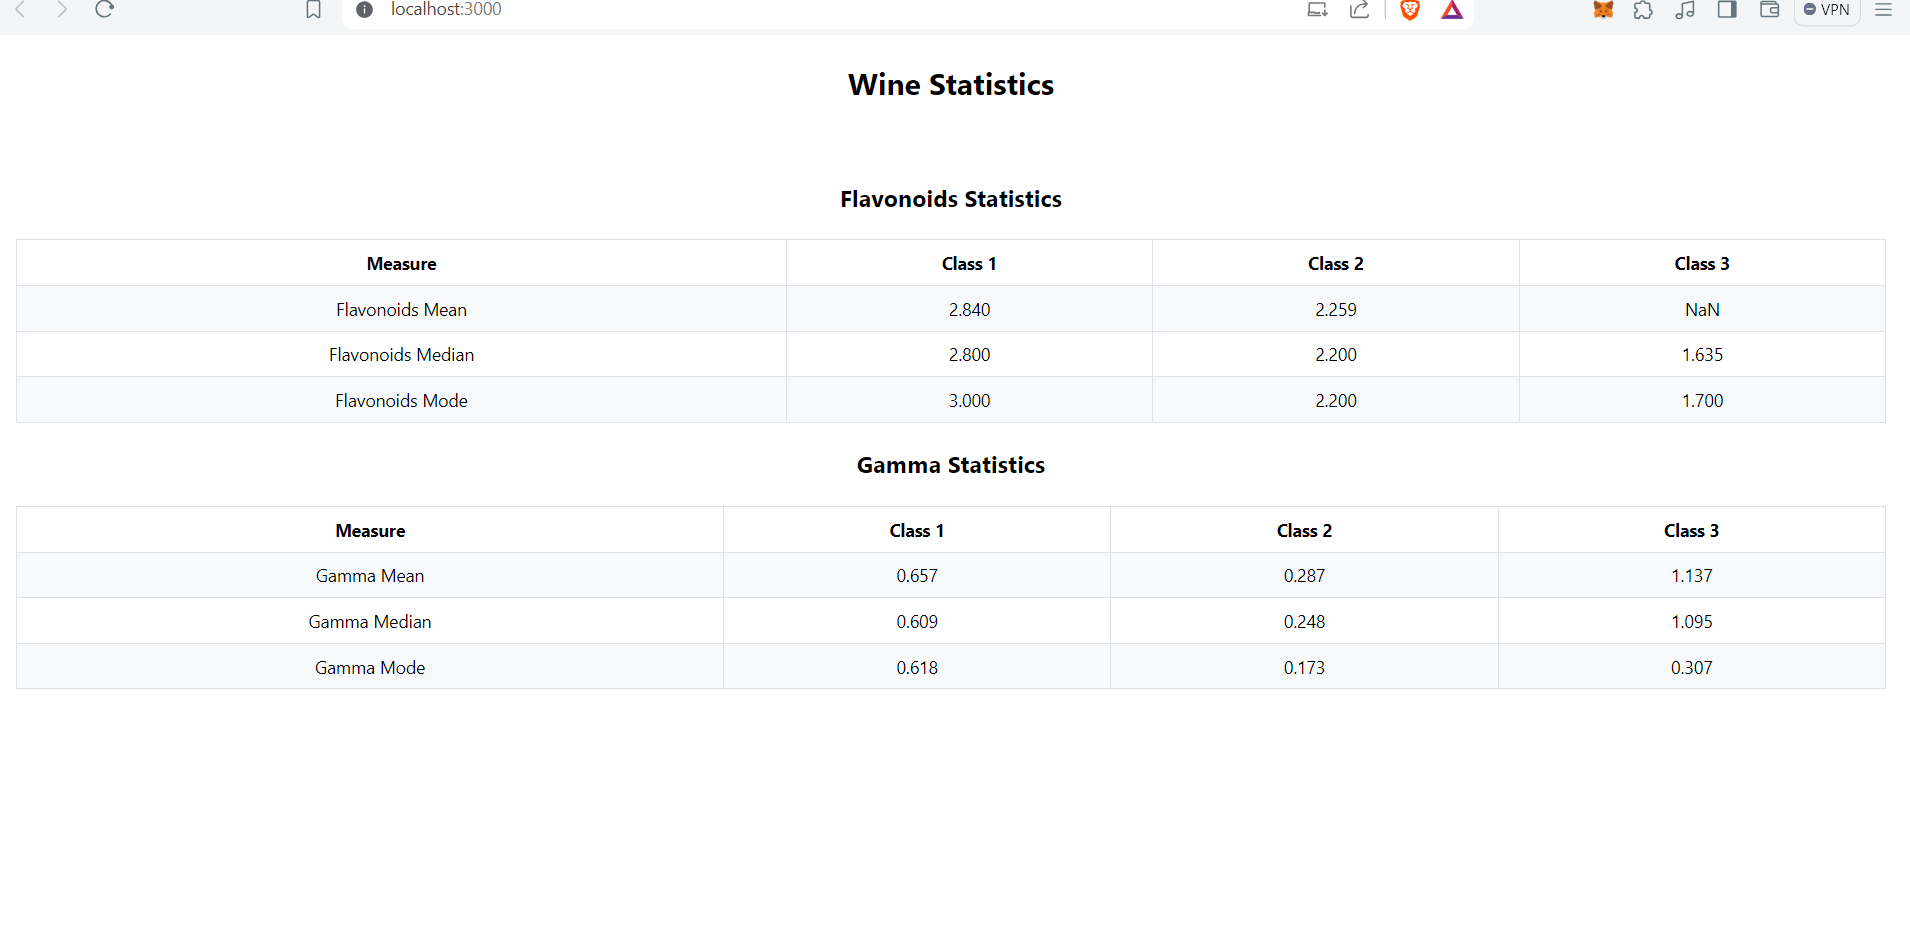 localhost:3000
VPN
Wine Statistics
Flavonoids Statistics
Measure Class 1 Class 2 Class 3
Flavonoids Mean 2.840 2.259 NaN
Flavonoids Median 2.800 2.200 1.635
Flavonoids Mode 3.000 2.200 1.700
Gamma Statistics
Measure Class 1 Class 2 Class 3
Gamma Mean 0.657 0.287 1.137
Gamma Median 0.609 0.248 1.095
Gamma Mode 0.618 0.173 0.307